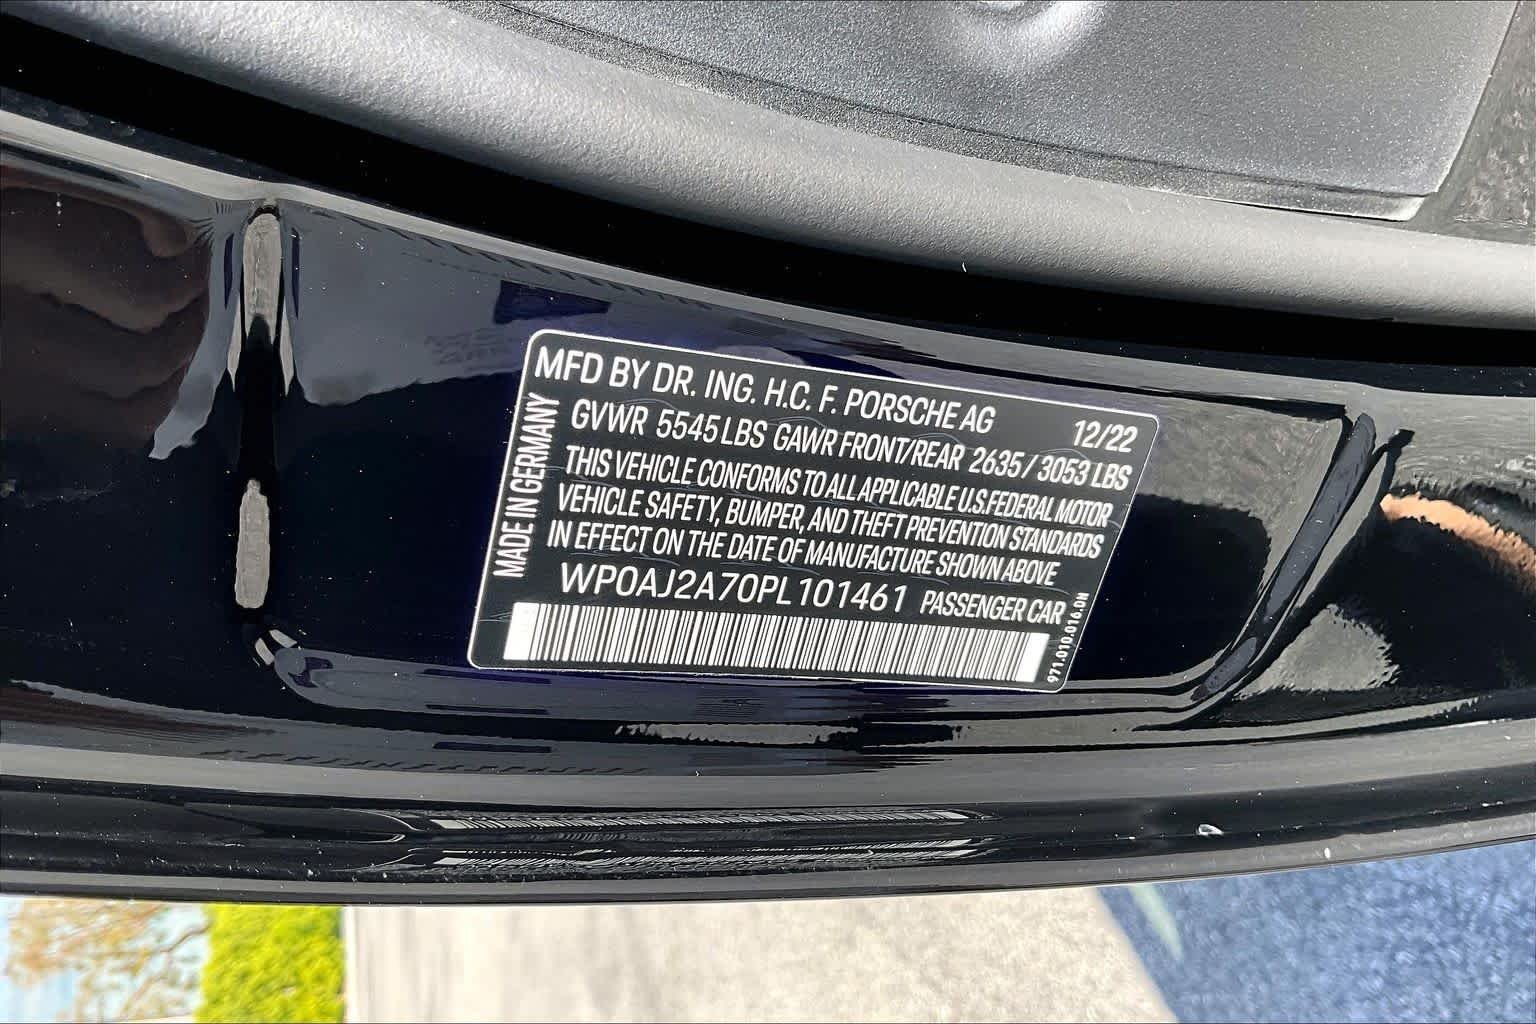 MFD BY DR. ING. H.C. F. PORSCHE AG 12/22
GVWR 5545 LBS GAWR FRONT/REAR 2635 / 3053 LBS
THIS VEHICLE CONFORMS TO ALL APPLICABLE U.S.FEDERAL MOTOR
VEHICLE SAFETY, BUMPER, AND THEFT PREVENTION STANDARDS
IN EFFECT ON THE DATE OF MANUFACTURE SHOWN ABOVE
WP0AJ2A70PL101461 PASSENGER CAR
MADE IN GERMANY
971.010.016.DN